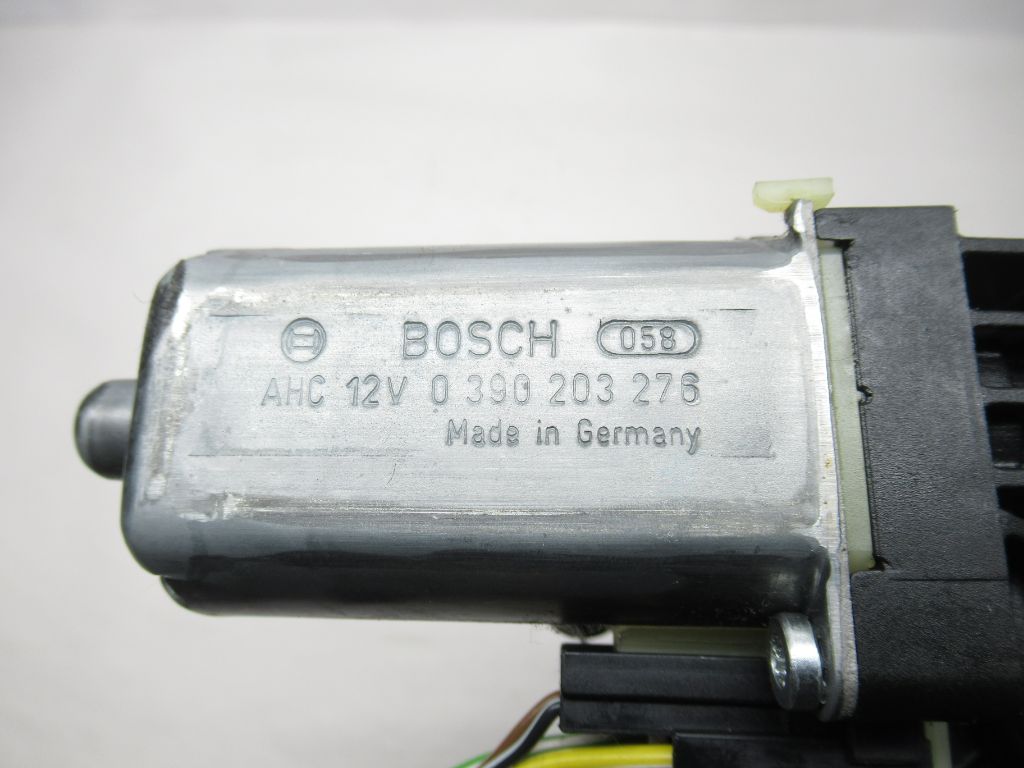 BOSCH 058
AHC 12V 0 390 203 276
Made in Germany